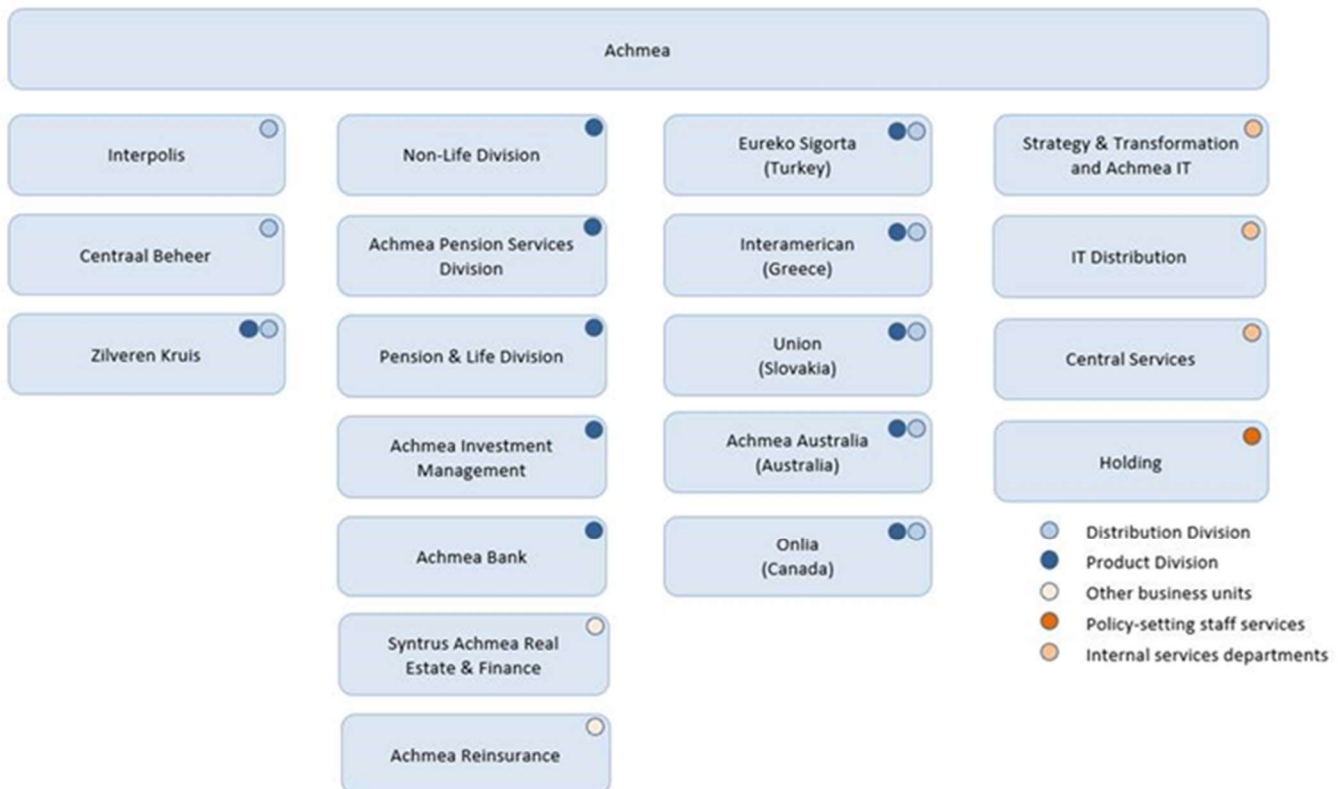 Achmea
Interpolis
Centraal Beheer
Zilveren Kruis
Non-Life Division
Achmea Pension Services
Division
Pension & Life Division
Achmea Investment
Management
Achmea Bank
Syntrus Achmea Real
Estate & Finance
Achmea Reinsurance
Eureko Sigorta
(Turkey)
Interamerican
(Greece)
Union
(Slovakia)
Achmea Australia
(Australia)
Onlia
(Canada)
Strategy & Transformation
and Achmea IT
IT Distribution
Central Services
Holding
Distribution Division
Product Division
Other business units
Policy-setting staff services
Internal services departments